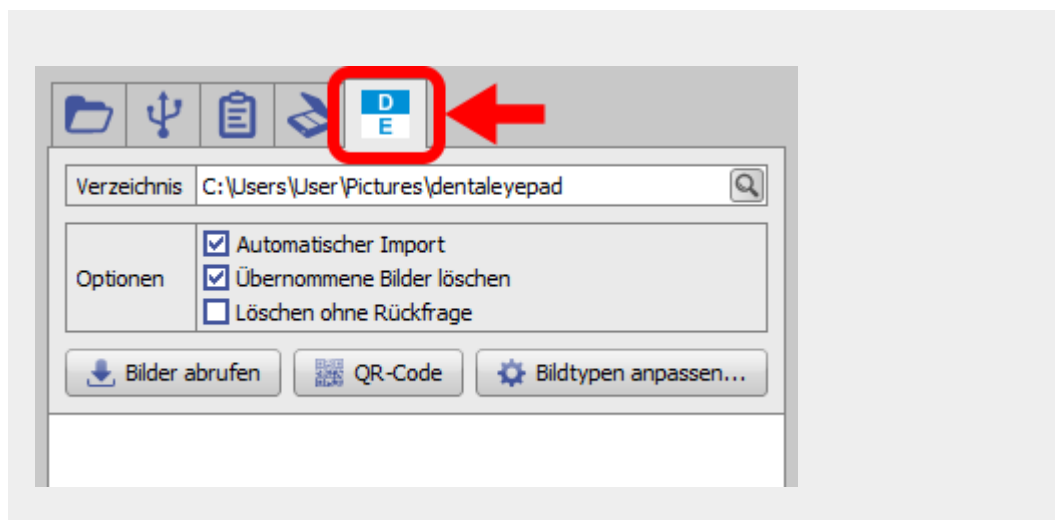 D
E
Verzeichnis C:\Users\User\Pictures\dentaleyepad
Optionen
Automatischer Import
Übernommene Bilder löschen
Löschen ohne Rückfrage
Bilder abrufen QR-Code Bildtypen anpassen...